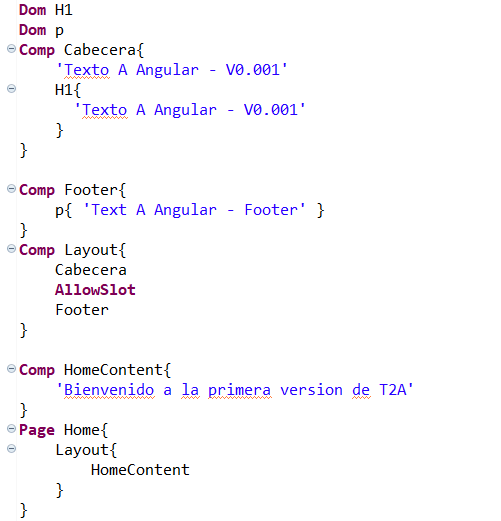 Dom H1
Dom p
Comp Cabecera{
    'Texto A Angular - V0.001'
    H1{
      'Texto A Angular - V0.001'
    }
}

Comp Footer{
    p{ 'Text A Angular - Footer' }
}
Comp Layout{
    Cabecera
    AllowSlot
    Footer
}

Comp HomeContent{
    'Bienvenido a la primera version de T2A'
}
Page Home{
    Layout{
        HomeContent
    }
}